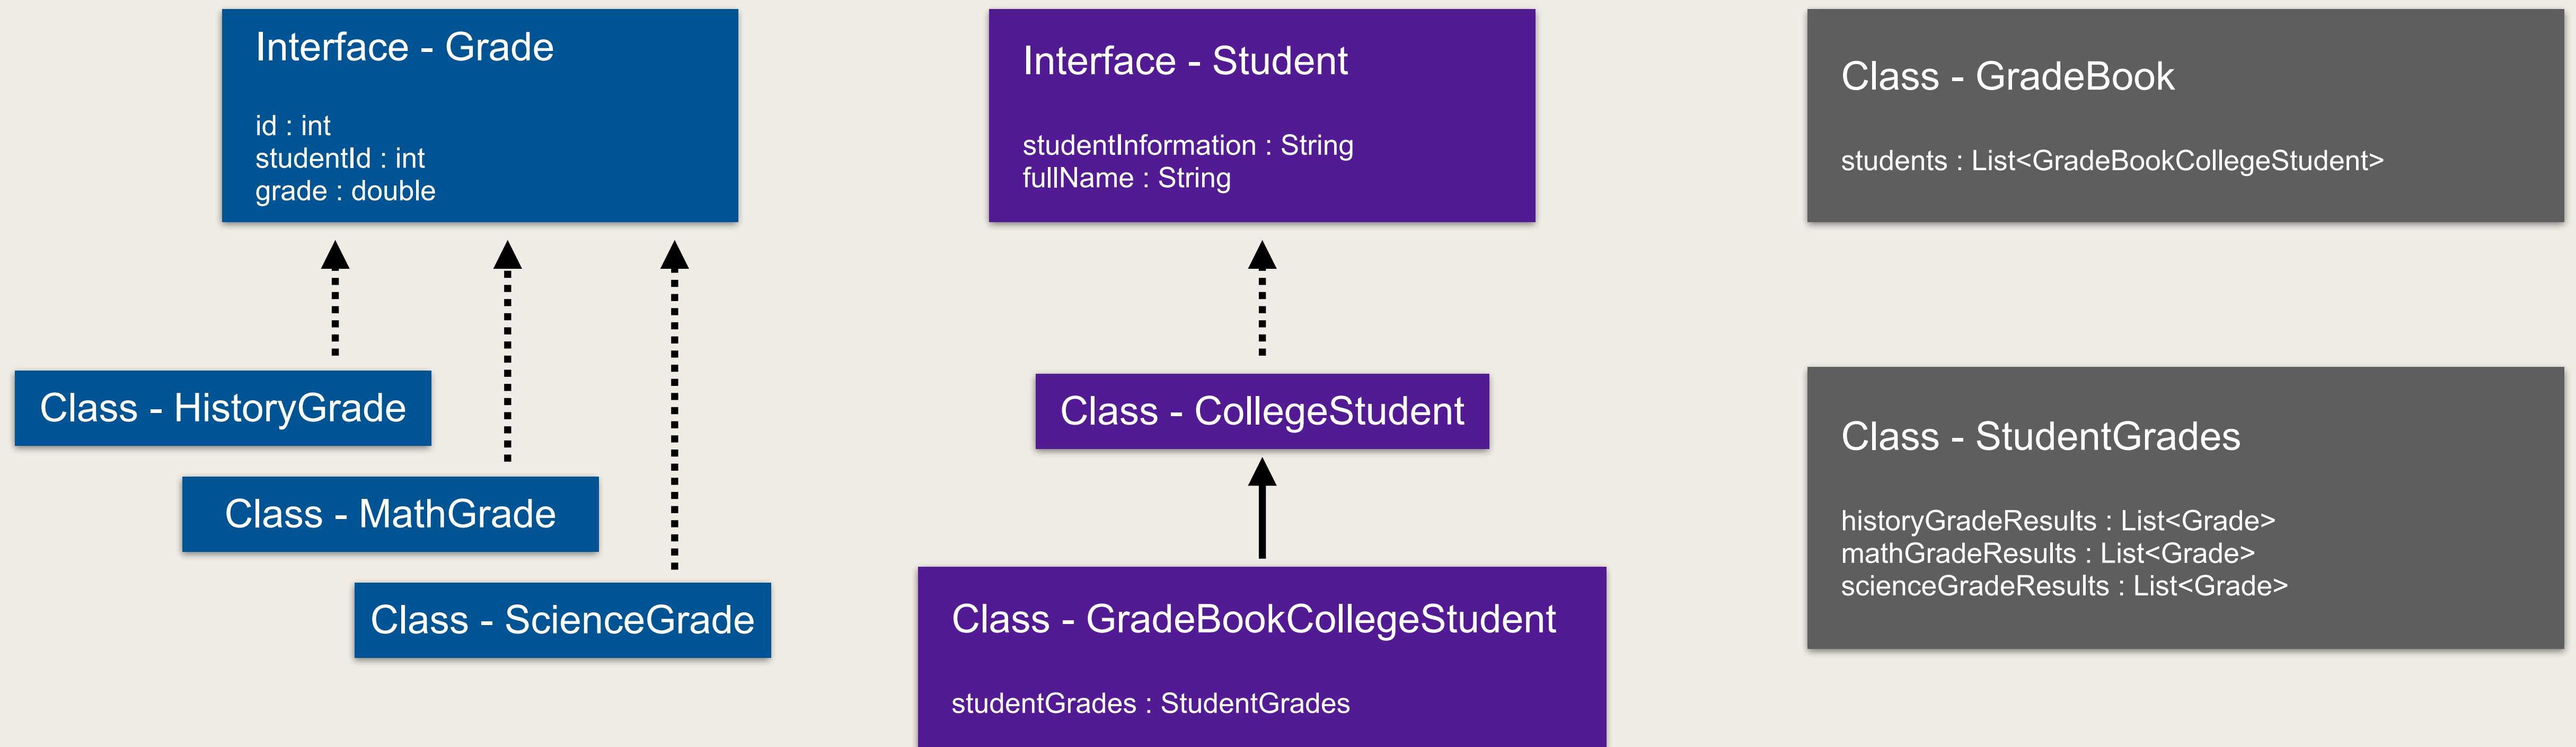 Interface - Grade
id : int
studentId : int
grade : double
Class - HistoryGrade
Class - MathGrade
Class - ScienceGrade
Interface - Student
studentInformation : String
fullName : String
Class - CollegeStudent
Class - GradeBookCollegeStudent
studentGrades : StudentGrades
Class - GradeBook
students : List<GradeBookCollegeStudent>
Class - StudentGrades
historyGradeResults : List<Grade>
mathGradeResults : List<Grade>
scienceGradeResults : List<Grade>